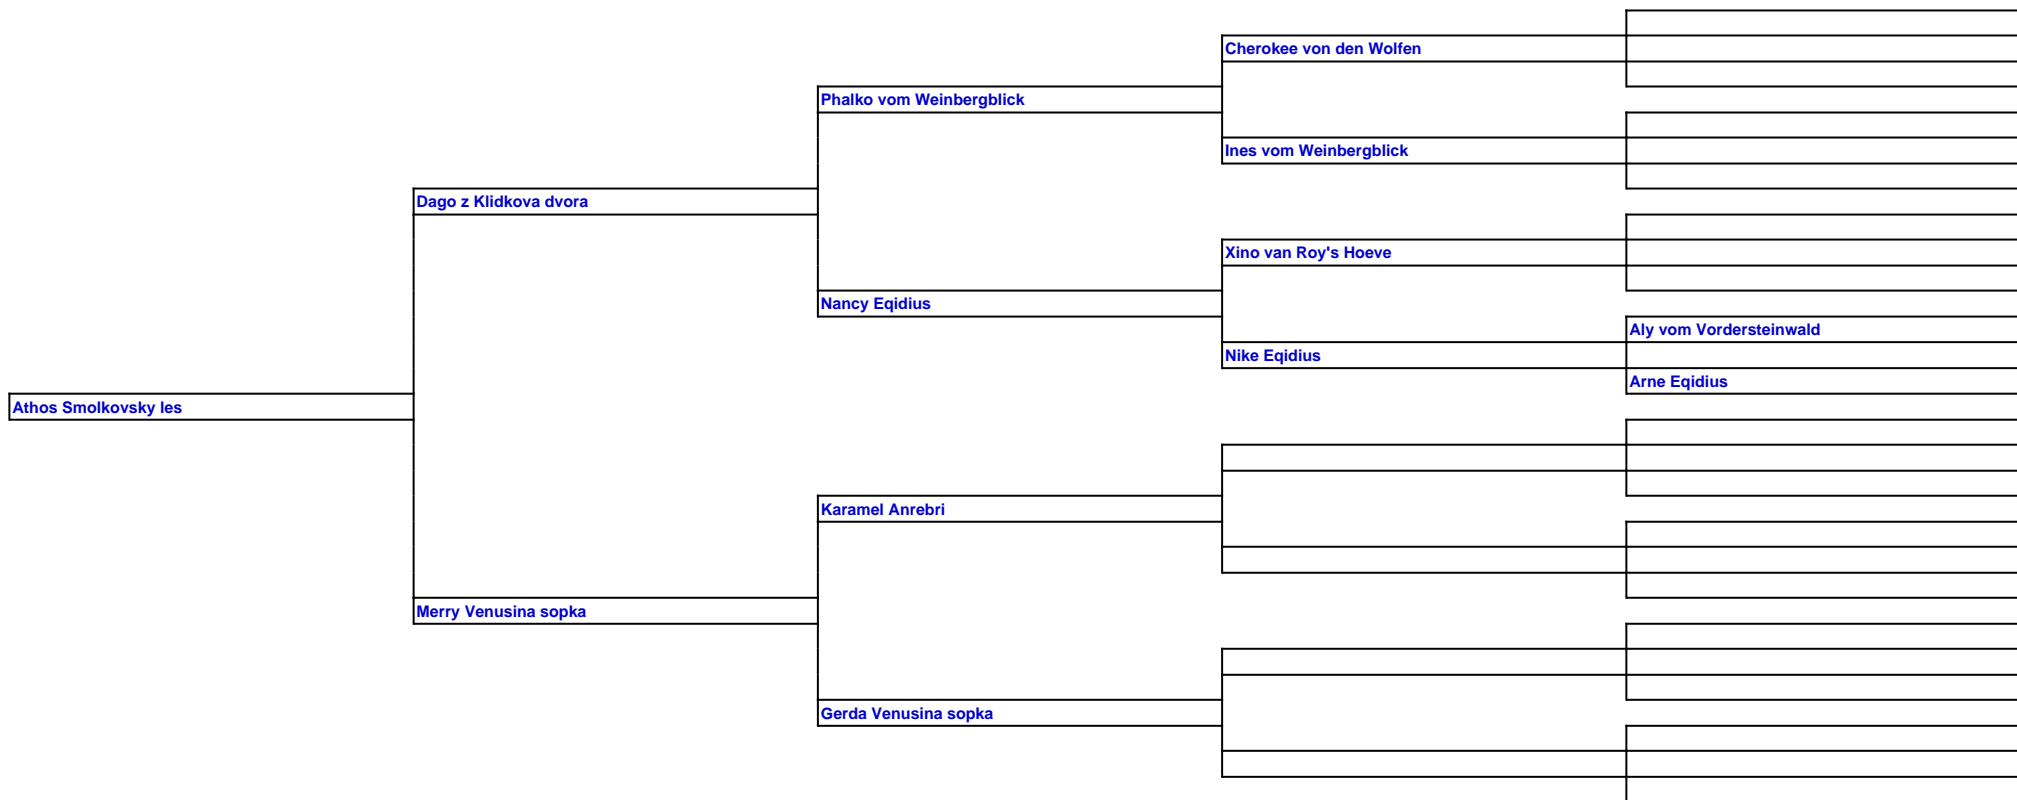 Cherokee von den Wolfen
Phalko vom Weinbergblick
Ines vom Weinbergblick
Dago z Klidkova dvora
Xino van Roy's Hoeve
Nancy Eqidius
Aly vom Vordersteinwald
Nike Eqidius
Arne Eqidius
Athos Smolkovsky les
Karamel Anrebri
Merry Venusina sopka
Gerda Venusina sopka